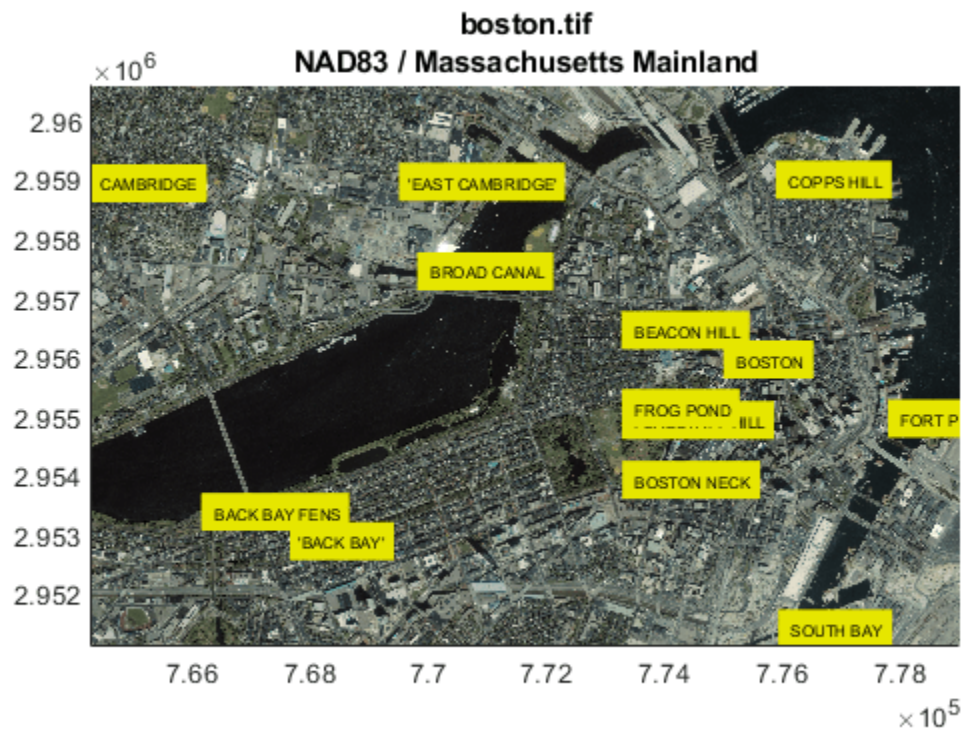 boston.tif
NAD83 / Massachusetts Mainland
×10⁶
2.96
2.959
2.958
2.957
2.956
2.955
2.954
2.953
2.952
CAMBRIDGE
'EAST CAMBRIDGE'
COPPS HILL
BROAD CANAL
BEACON HILL
BOSTON
FROG POND
HILL
FORT P
BOSTON NECK
BACK BAY FENS
'BACK BAY'
SOUTH BAY
7.66
7.68
7.7
7.72
7.74
7.76
7.78
×10⁵